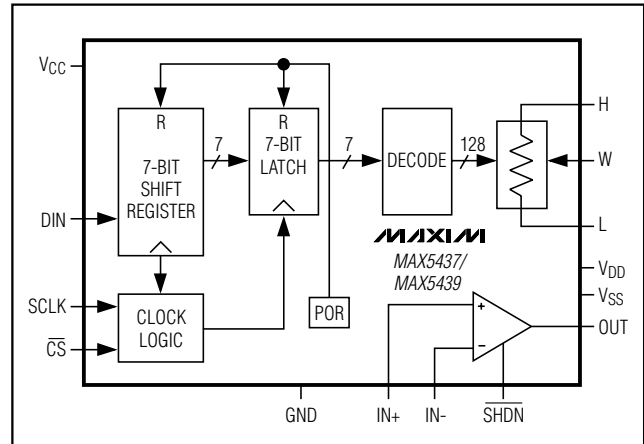 VCC
H
R
7
R
7
128
7-BIT
SHIFT
REGISTER
7-BIT
LATCH
DECODE
W
L
DIN
MAXIM
MAX5437/
MAX5439
VDD
VSS
SCLK
CLOCK
LOGIC
POR
+
OUT
CS
−
GND
IN+
IN-
SHDN